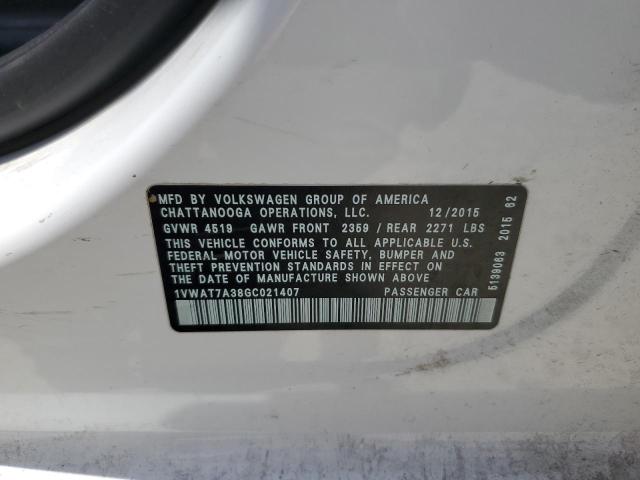 MFD BY VOLKSWAGEN GROUP OF AMERICA
CHATTANOOGA OPERATIONS, LLC. 12/2015
GVWR 4519 GAWR FRONT 2359 / REAR 2271 LBS
THIS VEHICLE CONFORMS TO ALL APPLICABLE U.S.
FEDERAL MOTOR VEHICLE SAFETY, BUMPER AND
THEFT PREVENTION STANDARDS IN EFFECT ON
THE DATE OF MANUFACTURE SHOWN ABOVE
1VWAT7A38GC021407 PASSENGER CAR
5139063 2015 62